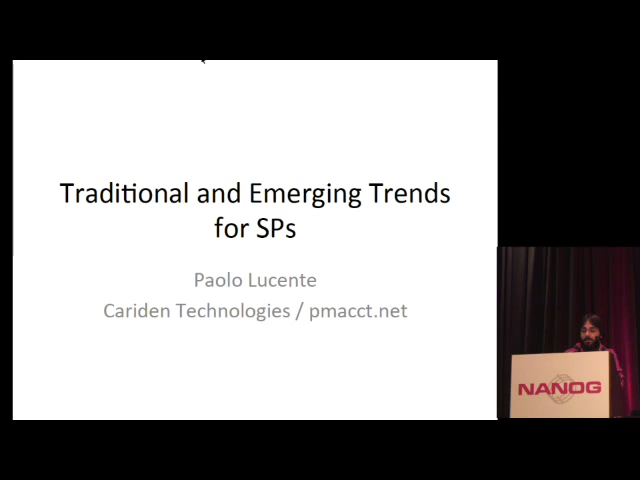 Traditional and Emerging Trends
for SPs
Paolo Lucente
Cariden Technologies / pmacct.net
NANOG